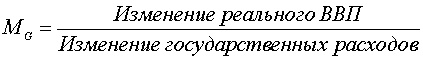 M_G = Изменение реального ВВП / Изменение государственных расходов